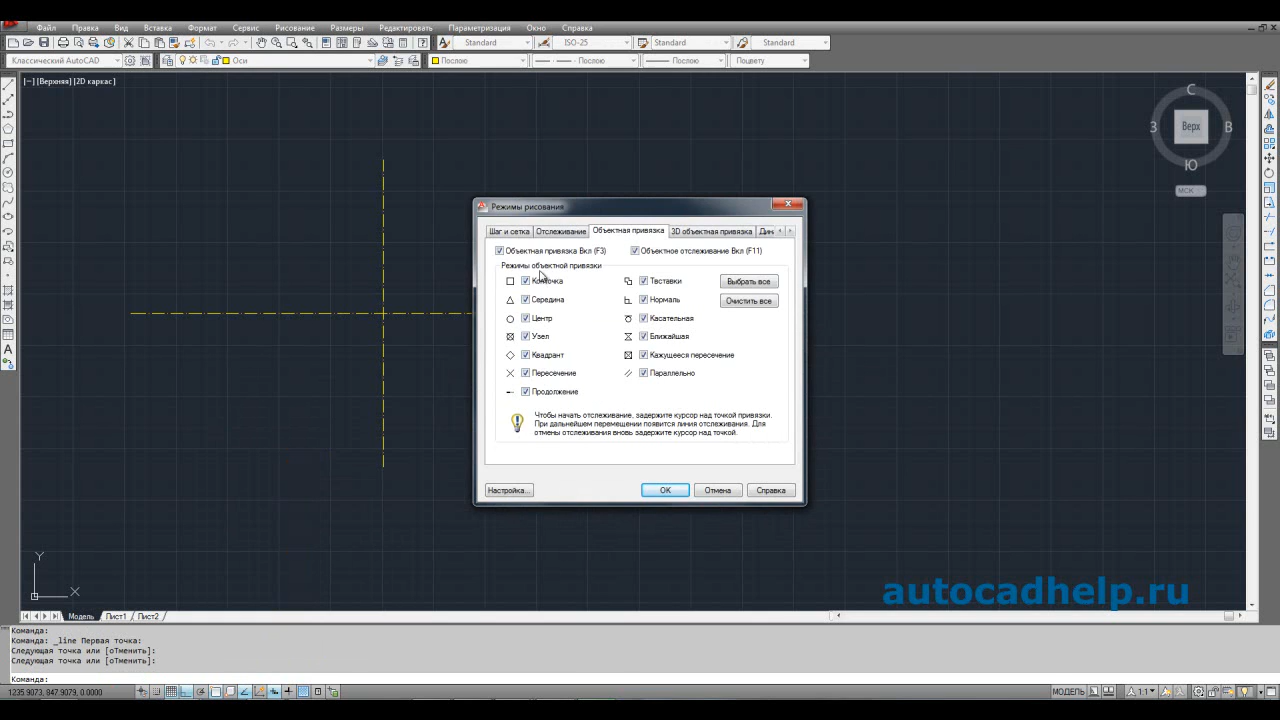 Файл Правка Вид Вставка Формат Сервис Рисование Размеры Редактировать Параметризация Окно Справка
Standard ISO-25 Standard Standard
Классический AutoCAD Оси Послою Послою Послою Поцвету
[−][Верхняя][2D каркас]
С
З Верх В
Ю
МСК
Режимы рисования
Шаг и сетка Отслеживание Объектная привязка 3D объектная привязка Дин
Объектная привязка Вкл (F3) Объектное отслеживание Вкл (F11)
Режимы объектной привязки
Конточка Твставки Выбрать все
Середина Нормаль Очистить все
Центр Касательная
Узел Ближайшая
Квадрант Кажущееся пересечение
Пересечение Параллельно
Продолжение
Чтобы начать отслеживание, задержите курсор над точкой привязки.
При дальнейшем перемещении появится линия отслеживания. Для
отмены отслеживания вновь задержите курсор над точкой.
Настройка... ОК Отмена Справка
autocadhelp.ru
Y
X
Модель Лист1 Лист2
Команда:
Команда: _line Первая точка:
Следующая точка или [оТменить]:
Следующая точка или [оТменить]:
Команда:
1235.9073, 847.9079, 0.0000 МОДЕЛЬ 1:1